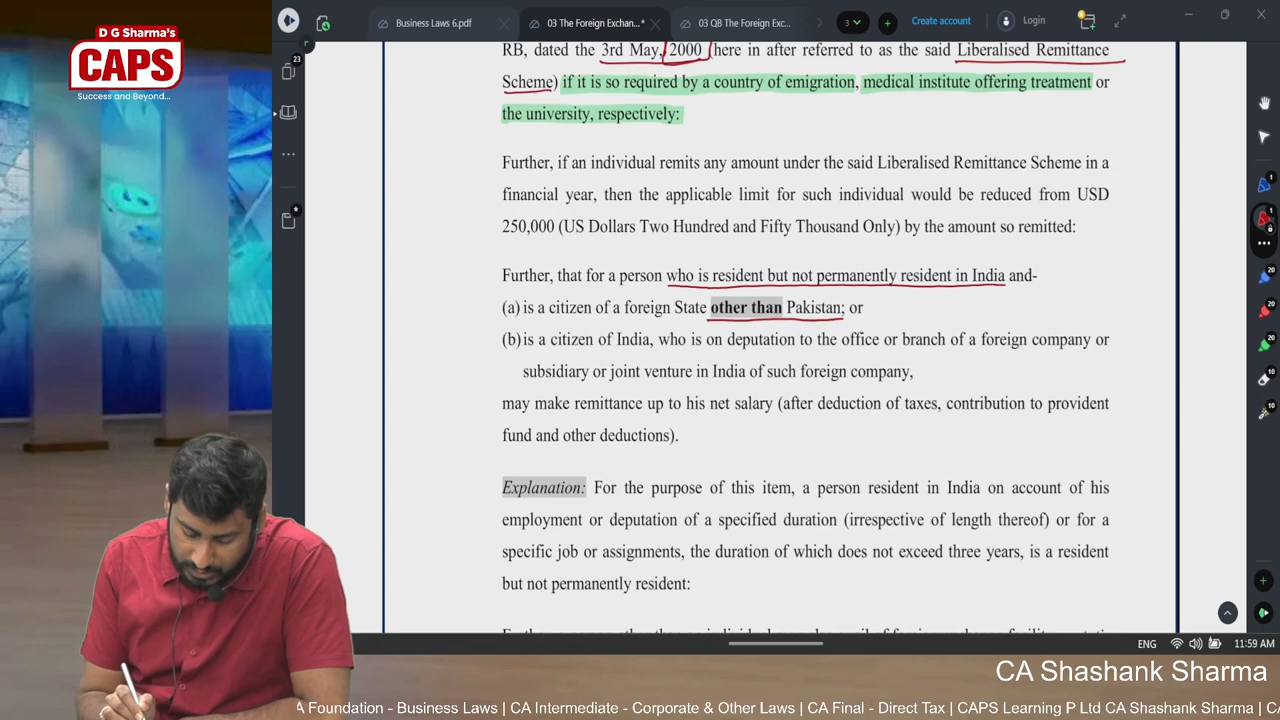 D G Sharma's
CAPS
Success and Beyond...
Business Laws 6.pdf
03 The Foreign Exchan...*
03 QB The Foreign Exc...
3
Create account
Login
23
RB, dated the 3rd May, 2000 (here in after referred to as the said Liberalised Remittance
Scheme) if it is so required by a country of emigration, medical institute offering treatment or
the university, respectively:
Further, if an individual remits any amount under the said Liberalised Remittance Scheme in a
financial year, then the applicable limit for such individual would be reduced from USD
250,000 (US Dollars Two Hundred and Fifty Thousand Only) by the amount so remitted:
Further, that for a person who is resident but not permanently resident in India and-
(a) is a citizen of a foreign State other than Pakistan; or
(b) is a citizen of India, who is on deputation to the office or branch of a foreign company or
subsidiary or joint venture in India of such foreign company,
may make remittance up to his net salary (after deduction of taxes, contribution to provident
fund and other deductions).
Explanation: For the purpose of this item, a person resident in India on account of his
employment or deputation of a specified duration (irrespective of length thereof) or for a
specific job or assignments, the duration of which does not exceed three years, is a resident
but not permanently resident:
1
1
20
20
20
10
10
ENG
11:59 AM
CA Shashank Sharma
A Foundation - Business Laws | CA Intermediate - Corporate & Other Laws | CA Final - Direct Tax | CAPS Learning P Ltd CA Shashank Sharma | CA